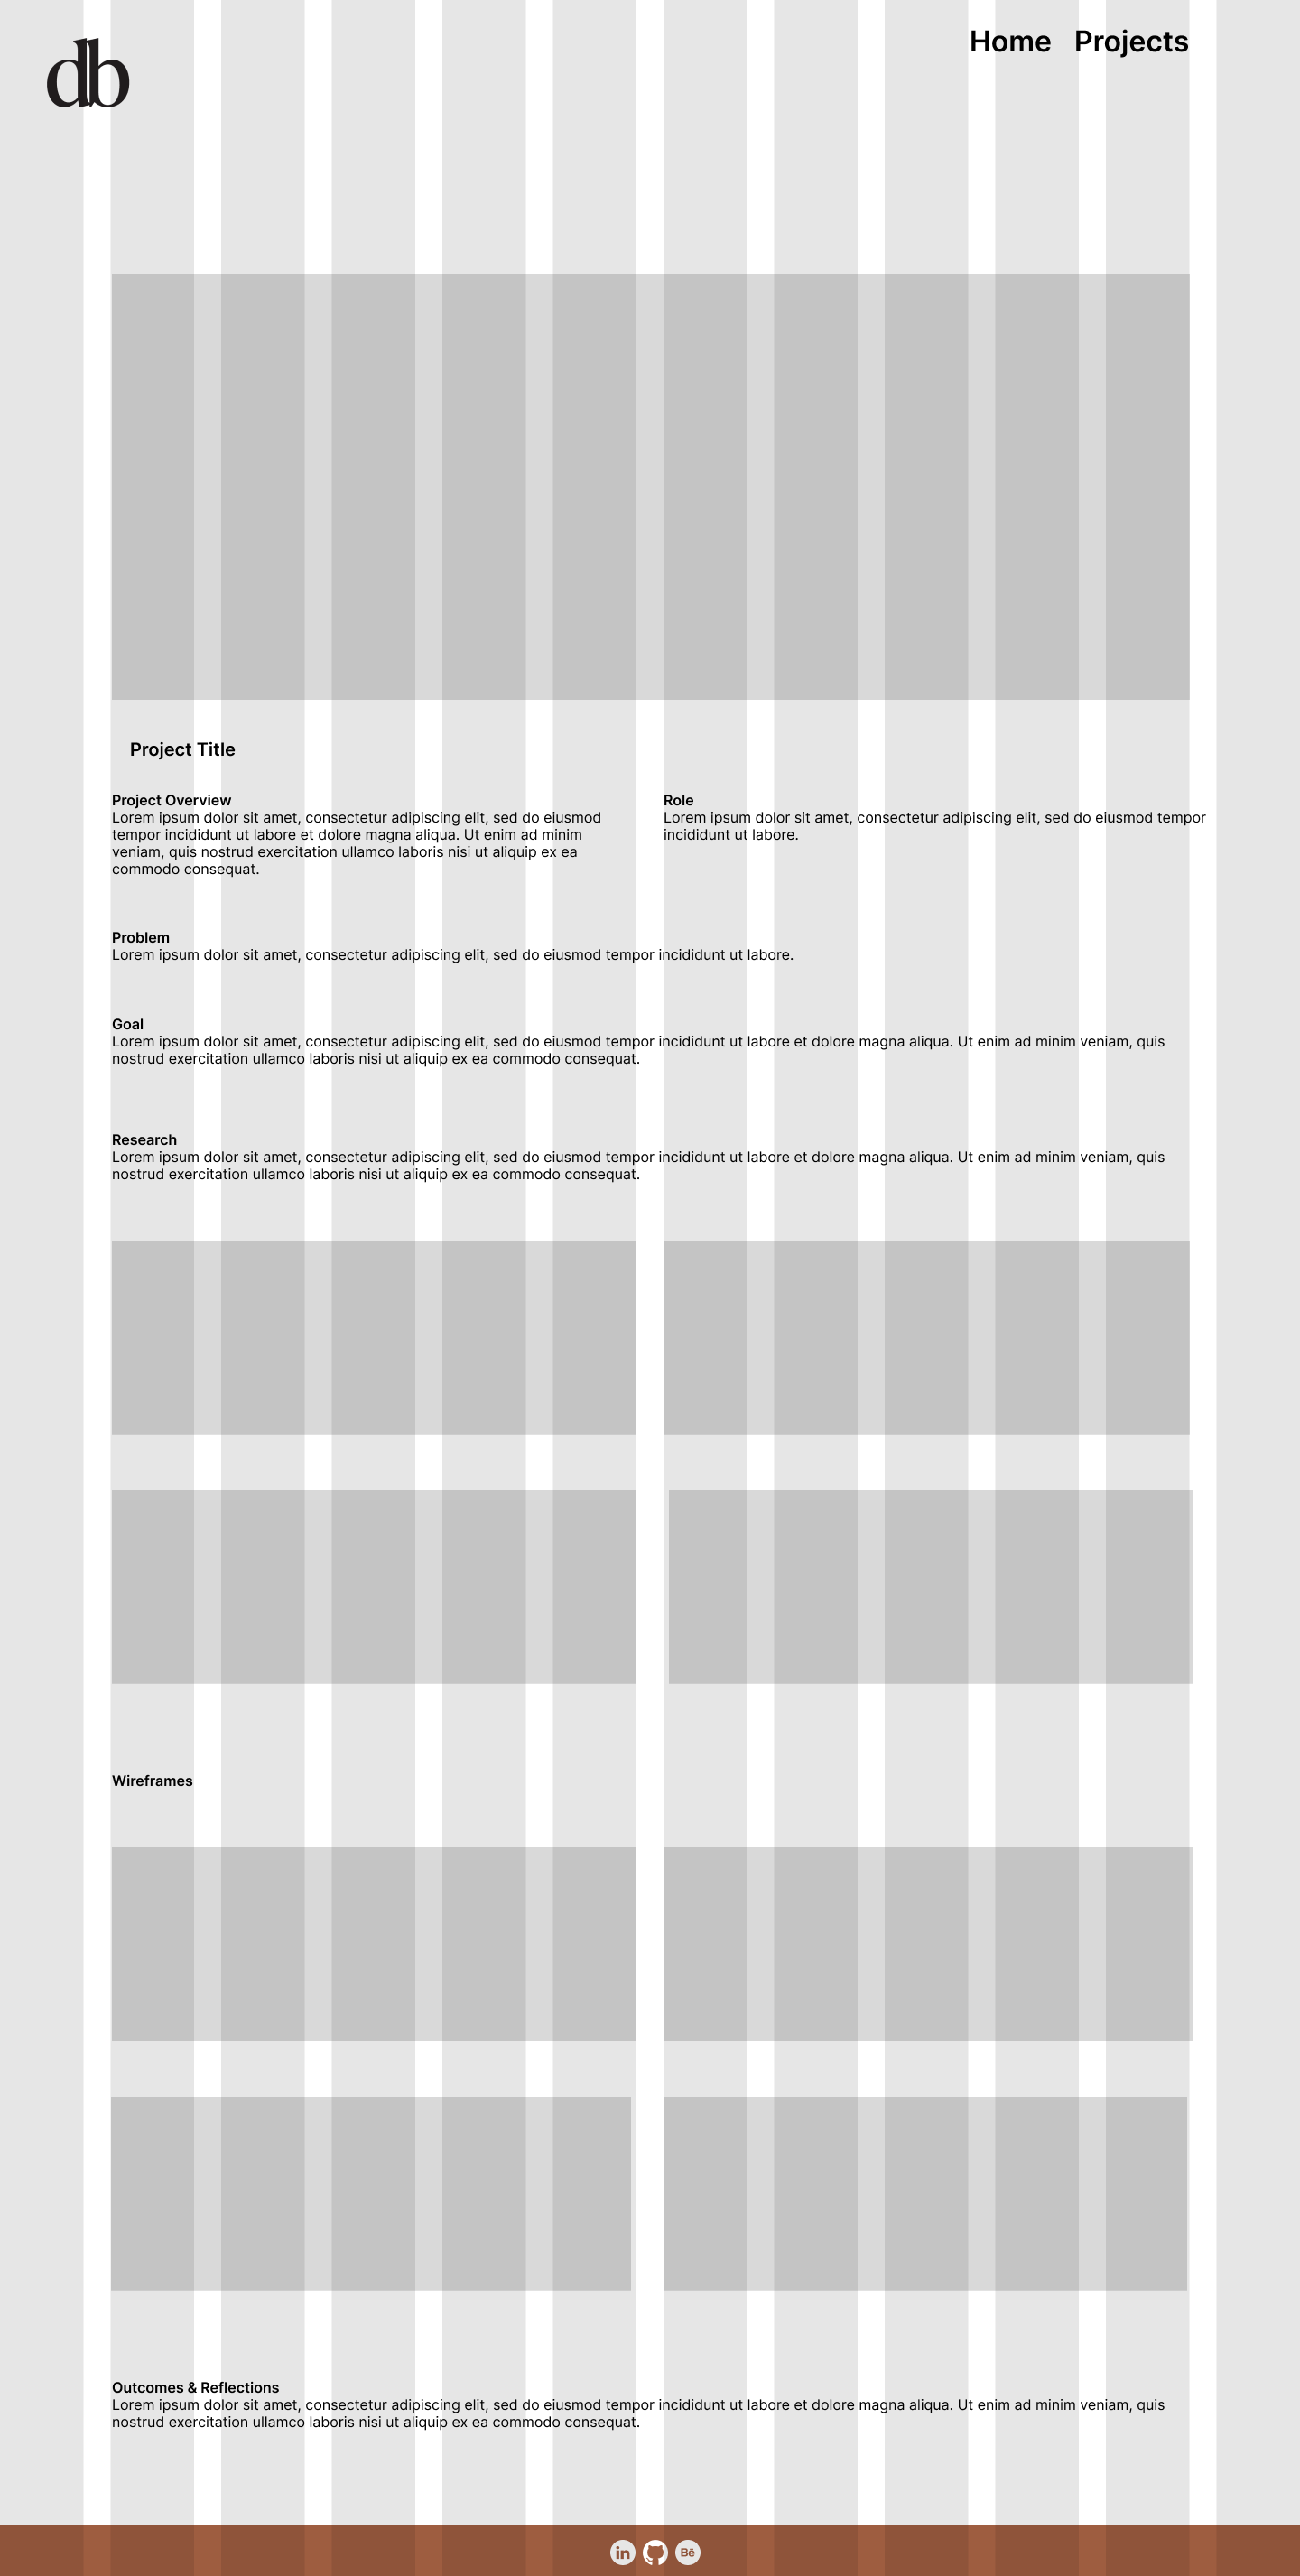 db
Home Projects
Project Title
Project Overview
Lorem ipsum dolor sit amet, consectetur adipiscing elit, sed do eiusmod
tempor incididunt ut labore et dolore magna aliqua. Ut enim ad minim
veniam, quis nostrud exercitation ullamco laboris nisi ut aliquip ex ea
commodo consequat.
Role
Lorem ipsum dolor sit amet, consectetur adipiscing elit, sed do eiusmod tempor
incididunt ut labore.
Problem
Lorem ipsum dolor sit amet, consectetur adipiscing elit, sed do eiusmod tempor incididunt ut labore.
Goal
Lorem ipsum dolor sit amet, consectetur adipiscing elit, sed do eiusmod tempor incididunt ut labore et dolore magna aliqua. Ut enim ad minim veniam, quis
nostrud exercitation ullamco laboris nisi ut aliquip ex ea commodo consequat.
Research
Lorem ipsum dolor sit amet, consectetur adipiscing elit, sed do eiusmod tempor incididunt ut labore et dolore magna aliqua. Ut enim ad minim veniam, quis
nostrud exercitation ullamco laboris nisi ut aliquip ex ea commodo consequat.
Wireframes
Outcomes & Reflections
Lorem ipsum dolor sit amet, consectetur adipiscing elit, sed do eiusmod tempor incididunt ut labore et dolore magna aliqua. Ut enim ad minim veniam, quis
nostrud exercitation ullamco laboris nisi ut aliquip ex ea commodo consequat.
in Bē